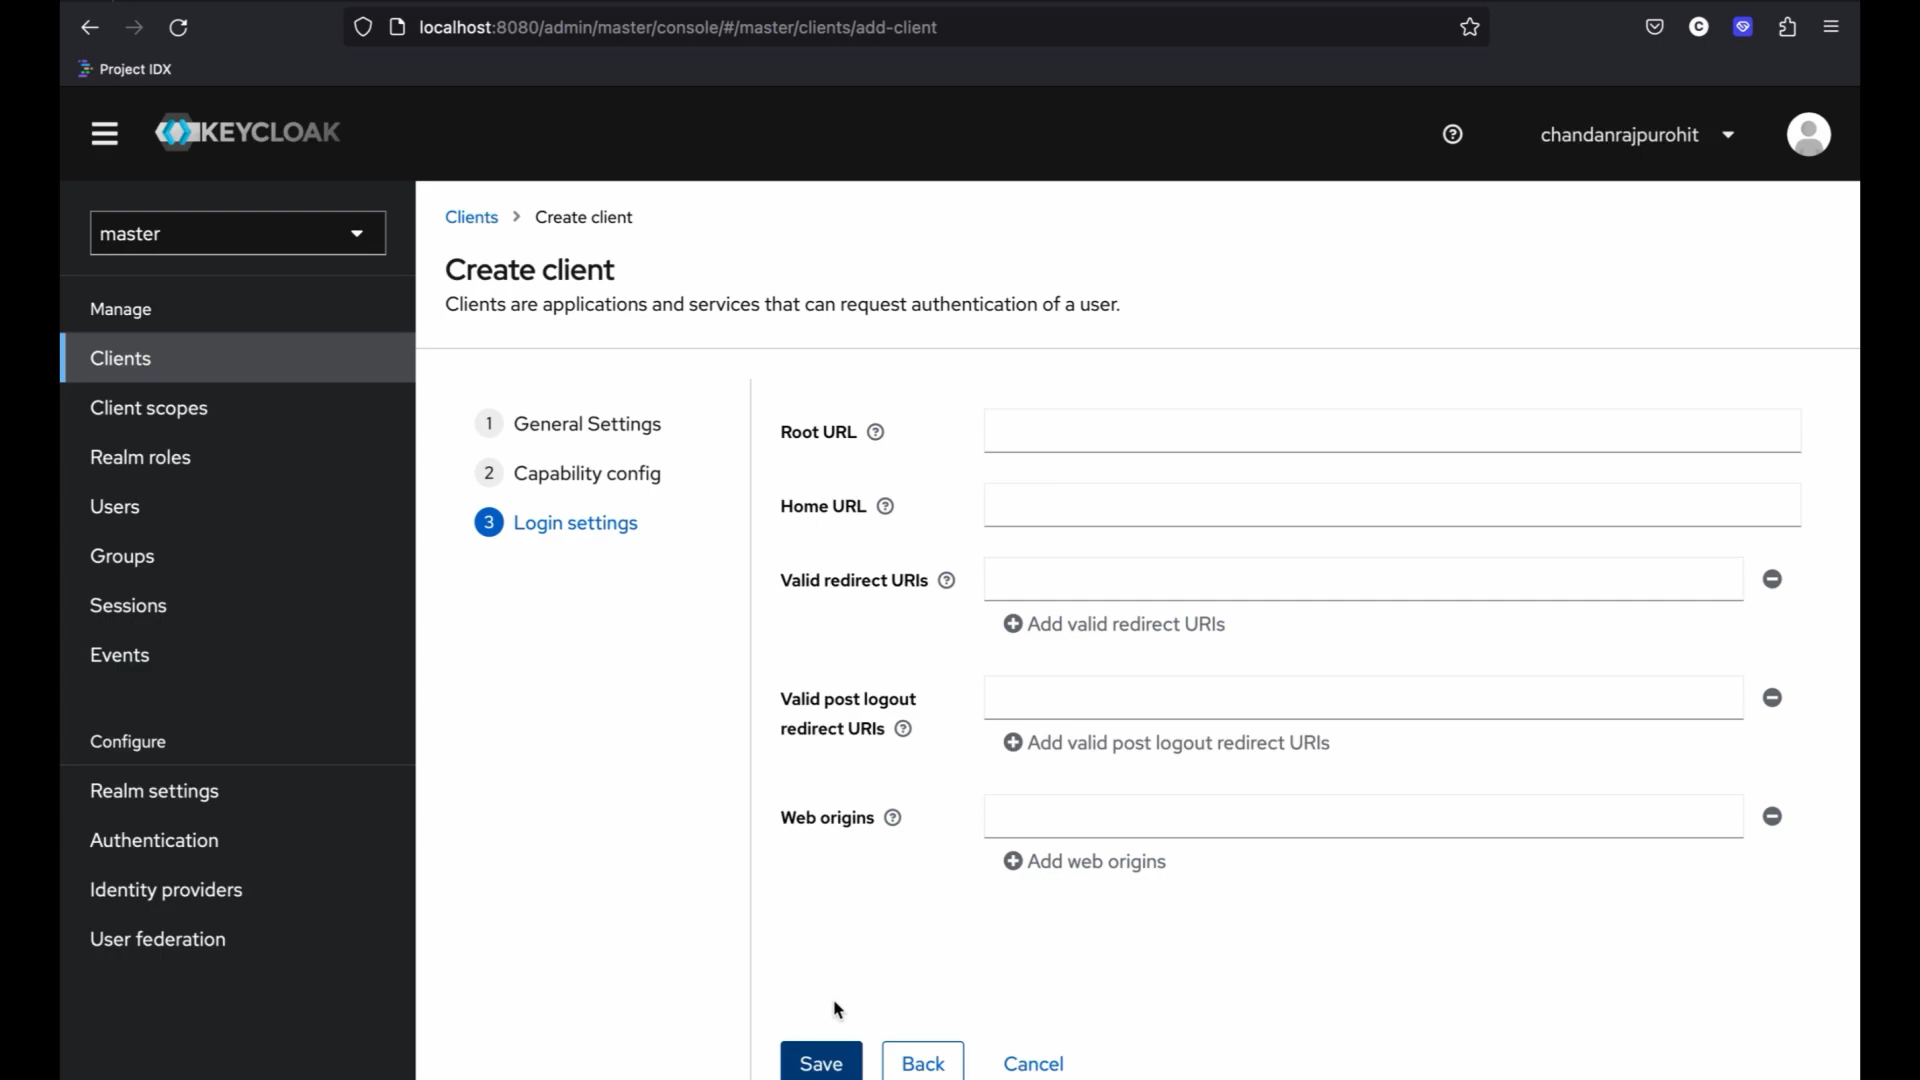 localhost:8080/admin/master/console/#/master/clients/add-client
C
Project IDX
KEYCLOAK
chandanrajpurohit
master
Manage
Clients
Client scopes
Realm roles
Users
Groups
Sessions
Events
Configure
Realm settings
Authentication
Identity providers
User federation
Clients
Create client
Create client
Clients are applications and services that can request authentication of a user.
1 General Settings
2 Capability config
3 Login settings
Root URL
Home URL
Valid redirect URIs
Add valid redirect URIs
Valid post logout
redirect URIs
Add valid post logout redirect URIs
Web origins
Add web origins
Save
Back
Cancel